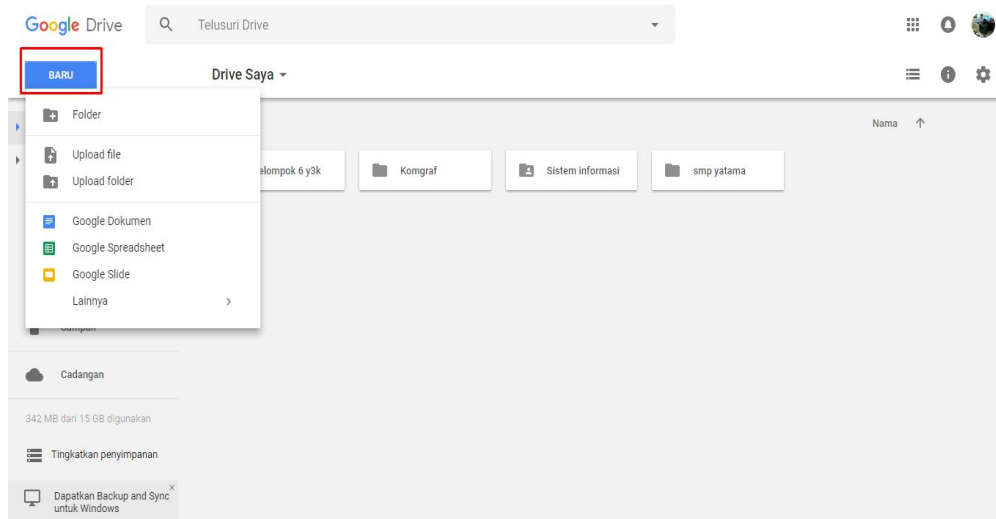 Google Drive
Telusuri Drive
BARU
Drive Saya
Folder
Upload file
Upload folder
Google Dokumen
Google Spreadsheet
Google Slide
Lainnya
Nama
elompok 6 y3k
Komgraf
Sistem informasi
smp yatama
Cadangan
342 MB dari 15 GB digunakan
Tingkatkan penyimpanan
Dapatkan Backup and Sync
untuk Windows